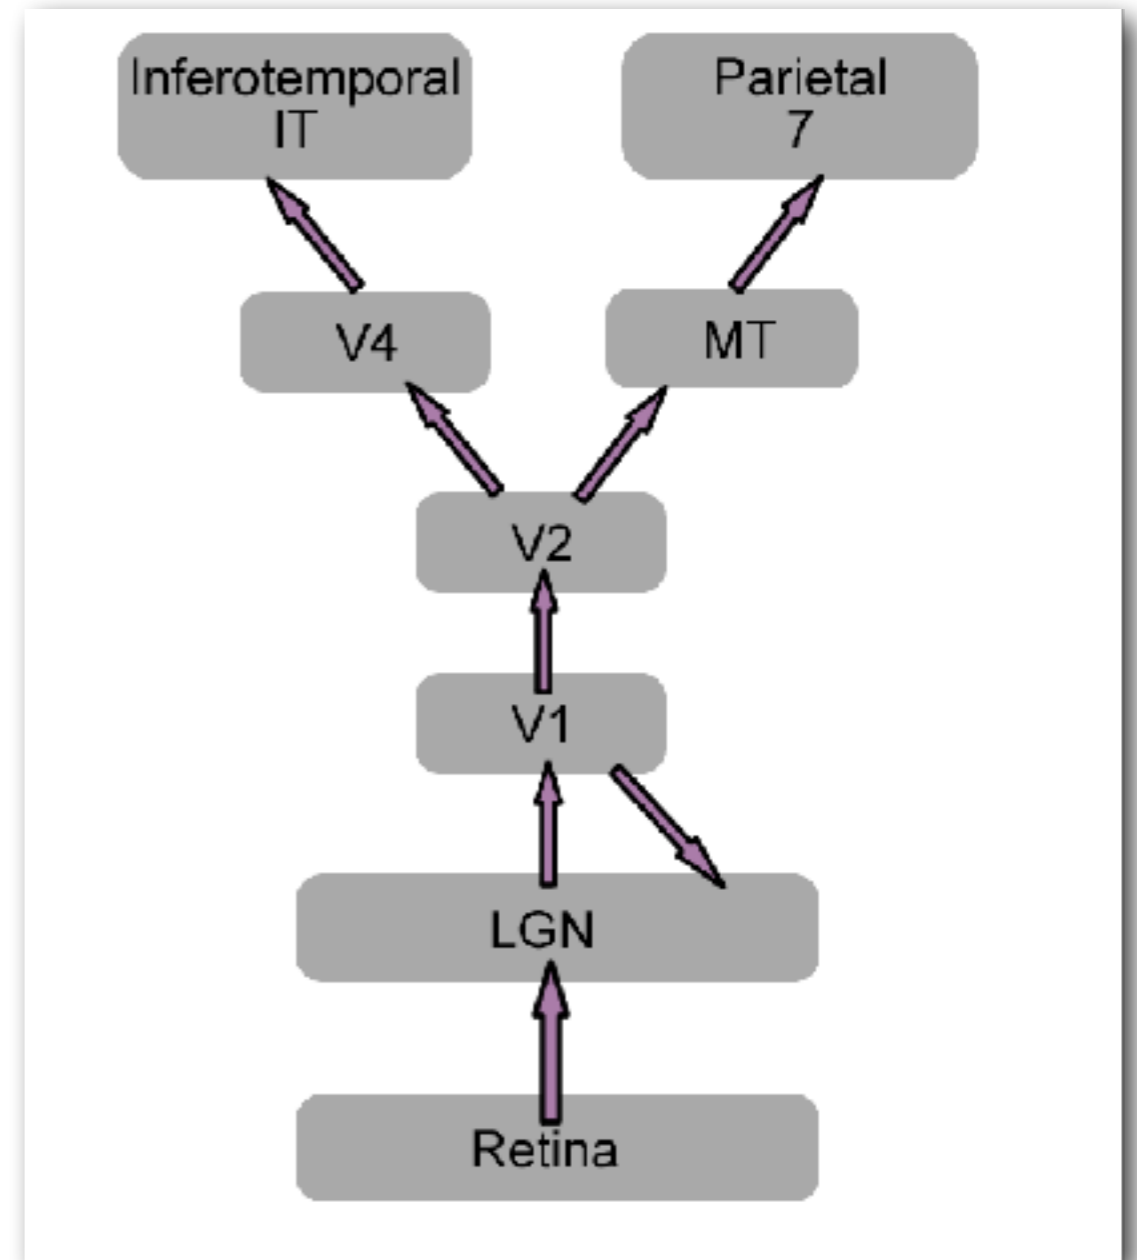 Inferotemporal
IT
Parietal
7
V4
MT
V2
V1
LGN
Retina